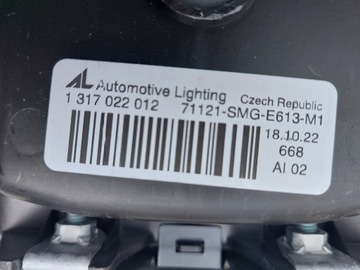 AL Automotive Lighting Czech Republic
1 317 022 012 71121-SMG-E613-M1
18.10.22
668
AI 02